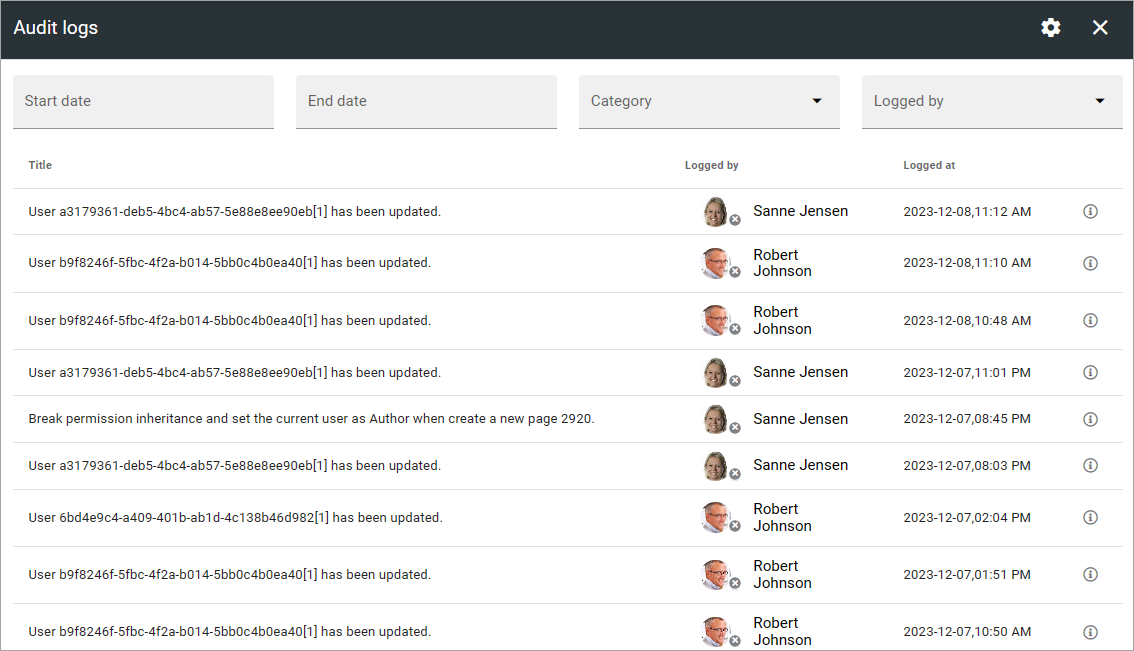 Audit logs
Start date
End date
Category
Logged by
Title
Logged by
Logged at
User a3179361-deb5-4bc4-ab57-5e88e8ee90eb[1] has been updated.
Sanne Jensen
2023-12-08,11:12 AM
User b9f8246f-5fbc-4f2a-b014-5bb0c4b0ea40[1] has been updated.
Robert
Johnson
2023-12-08,11:10 AM
User b9f8246f-5fbc-4f2a-b014-5bb0c4b0ea40[1] has been updated.
Robert
Johnson
2023-12-08,10:48 AM
User a3179361-deb5-4bc4-ab57-5e88e8ee90eb[1] has been updated.
Sanne Jensen
2023-12-07,11:01 PM
Break permission inheritance and set the current user as Author when create a new page 2920.
Sanne Jensen
2023-12-07,08:45 PM
User a3179361-deb5-4bc4-ab57-5e88e8ee90eb[1] has been updated.
Sanne Jensen
2023-12-07,08:03 PM
User 6bd4e9c4-a409-401b-ab1d-4c138b46d982[1] has been updated.
Robert
Johnson
2023-12-07,02:04 PM
User b9f8246f-5fbc-4f2a-b014-5bb0c4b0ea40[1] has been updated.
Robert
Johnson
2023-12-07,01:51 PM
User b9f8246f-5fbc-4f2a-b014-5bb0c4b0ea40[1] has been updated.
Robert
Johnson
2023-12-07,10:50 AM